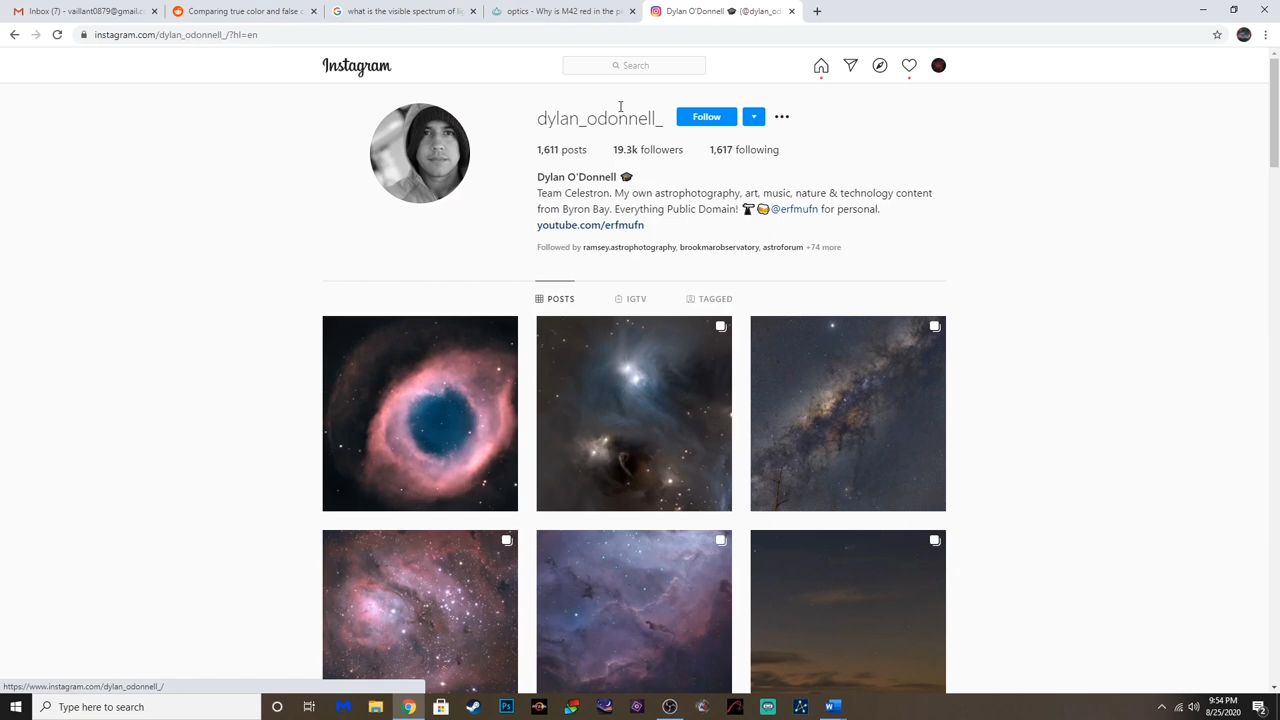 Inbox (7) - vaillant0879@gmail.c
Comparing true color and false c
what is the visible spectrum of li
optics - Why is M42 red in the p
Dylan O'Donnell 🎓 (@dylan_od
instagram.com/dylan_odonnell_/?hl=en
Instagram
Search
dylan_odonnell_
Follow
1,611 posts 19.3k followers 1,617 following
Dylan O'Donnell 🎓
Team Celestron. My own astrophotography, art, music, nature & technology content
from Byron Bay. Everything Public Domain! @erfmufn for personal.
youtube.com/erfmufn
Followed by ramsey.astrophotography, brookmarobservatory, astroforum +74 more
POSTS IGTV TAGGED
https://www.instagram.com/dylan_odonnell_/
Type here to search
9:54 PM
8/25/2020